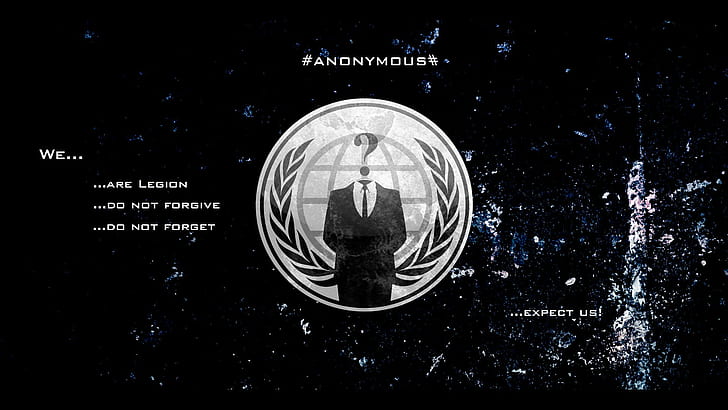 #ANONYMOUS#
WE...
...ARE LEGION
...DO NOT FORGIVE
...DO NOT FORGET
?
...EXPECT US!